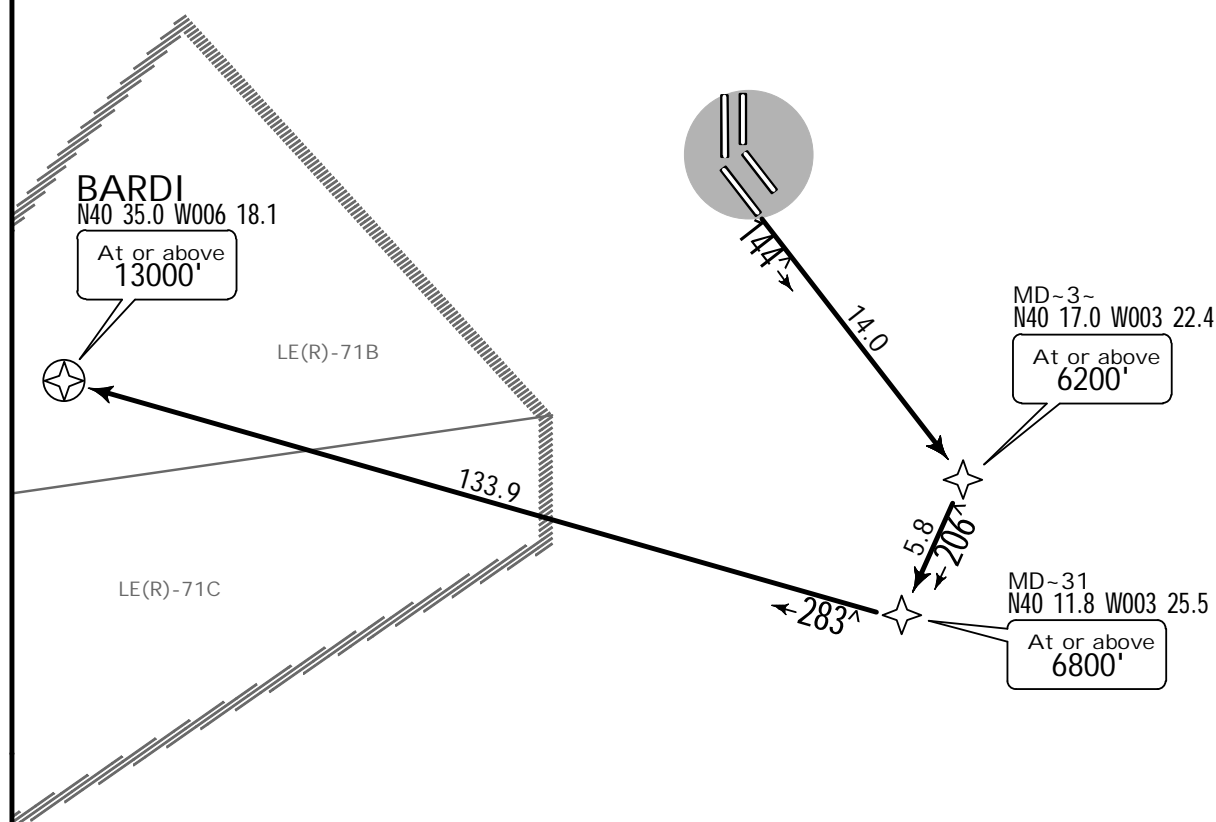 BARDI
N40 35.0 W006 18.1
At or above
13000'
LE(R)-71B
144^
14.0
MD~3~
N40 17.0 W003 22.4
At or above
6200'
133.9
5.8
206^
LE(R)-71C
283^
MD~31
N40 11.8 W003 25.5
At or above
6800'